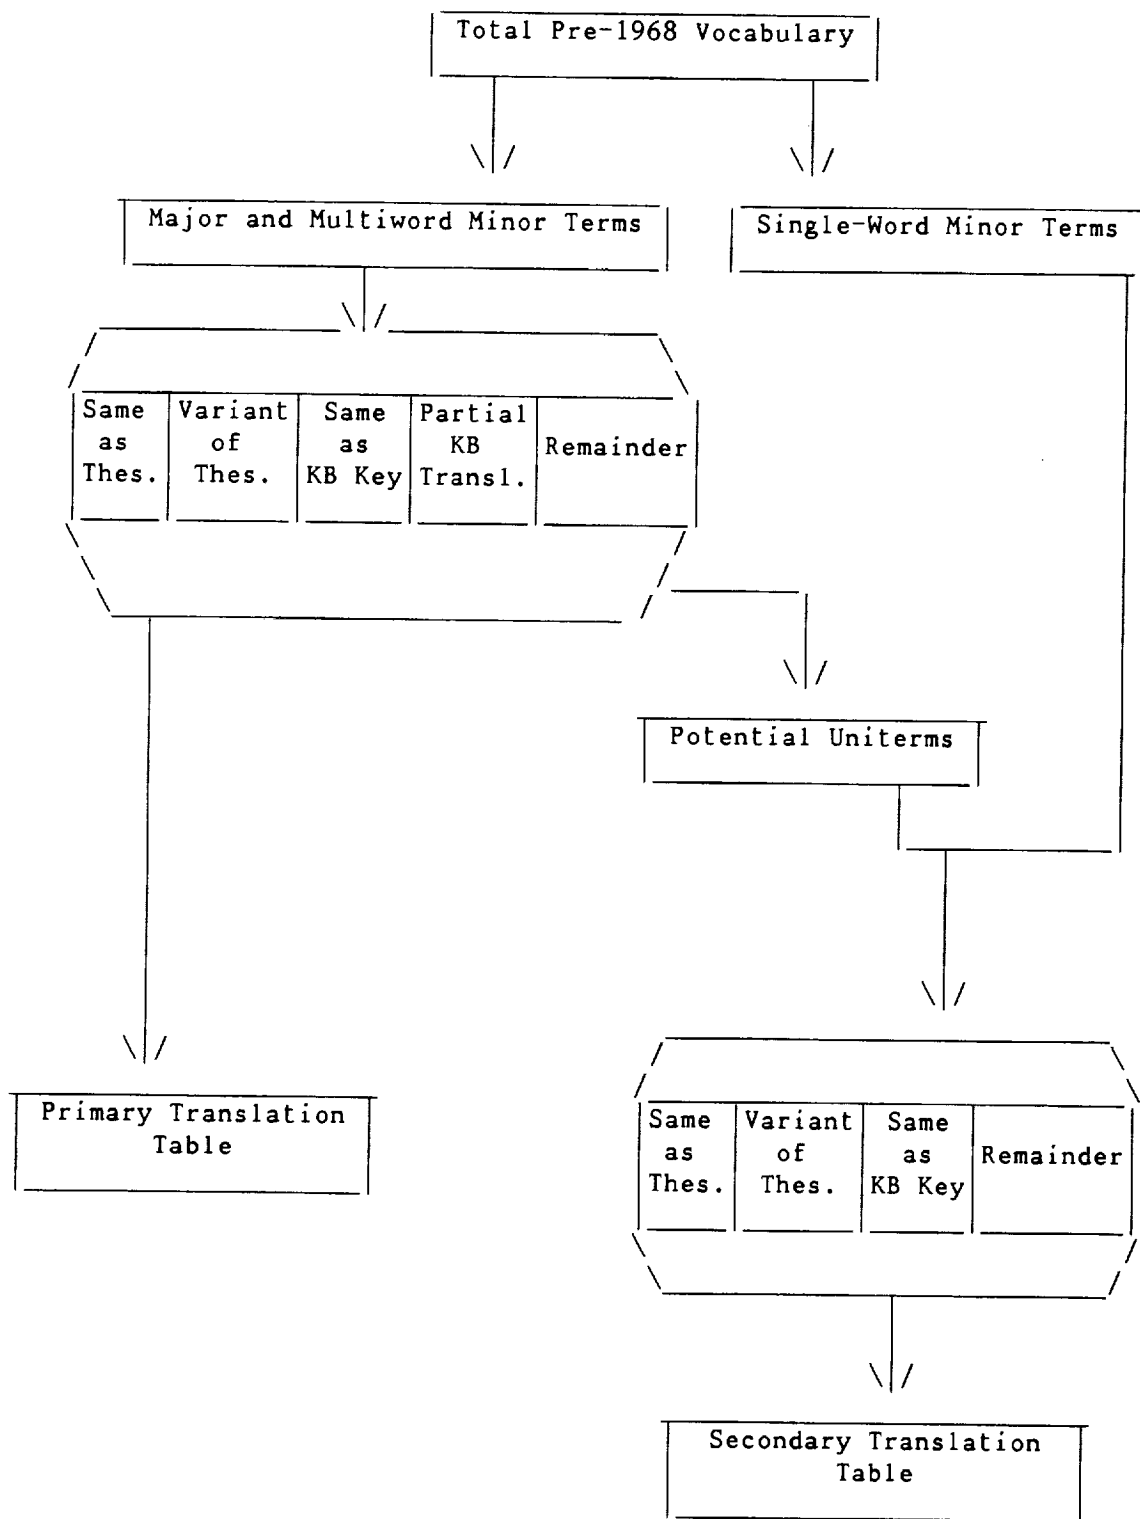 Total Pre-1968 Vocabulary
Major and Multiword Minor Terms
Single-Word Minor Terms
Same
as
Thes.
Variant
of
Thes.
Same
as
KB Key
Partial
KB
Transl.
Remainder
Potential Uniterms
Primary Translation
Table
Same
as
Thes.
Variant
of
Thes.
Same
as
KB Key
Remainder
Secondary Translation
Table